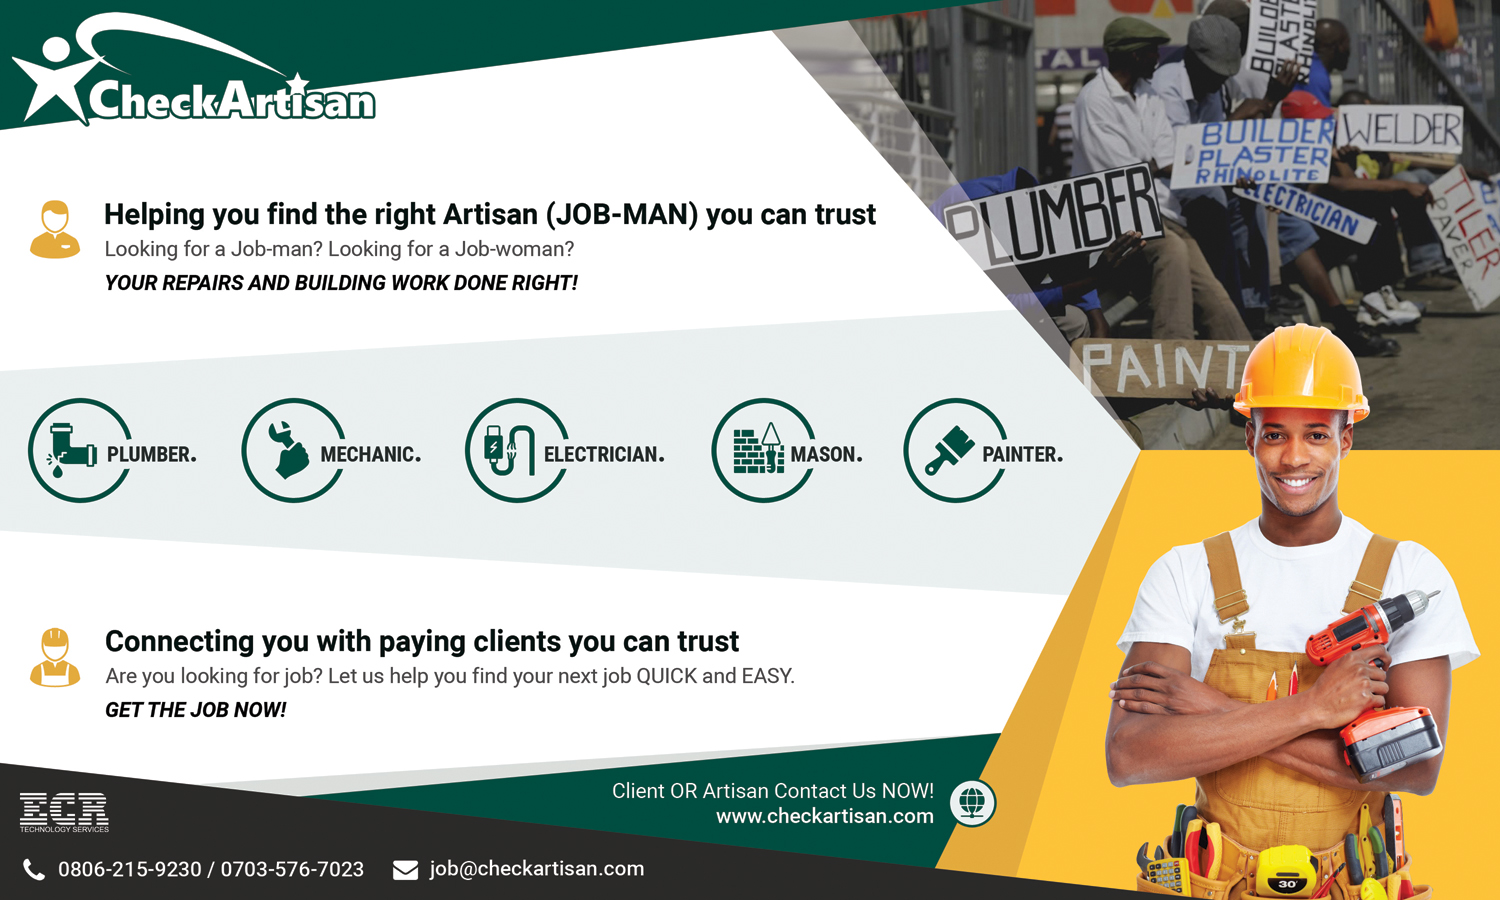 CheckArtisan
TAL
BUILDE
PLASTE
RHINOLI
BUILDER
PLASTER
RHINOLITE
WELDER
ELECTRICIAN
TILER
PAVER
PLUMBER
PAINT
Helping you find the right Artisan (JOB-MAN) you can trust
Looking for a Job-man? Looking for a Job-woman?
YOUR REPAIRS AND BUILDING WORK DONE RIGHT!
PLUMBER.
MECHANIC.
ELECTRICIAN.
MASON.
PAINTER.
Connecting you with paying clients you can trust
Are you looking for job? Let us help you find your next job QUICK and EASY.
GET THE JOB NOW!
Client OR Artisan Contact Us NOW!
www.checkartisan.com
ECR
TECHNOLOGY SERVICES
0806-215-9230 / 0703-576-7023
job@checkartisan.com
30'